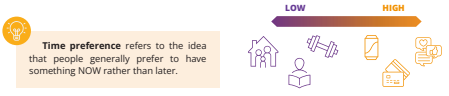 LOW HIGH
Time preference refers to the idea
that people generally prefer to have
something NOW rather than later.